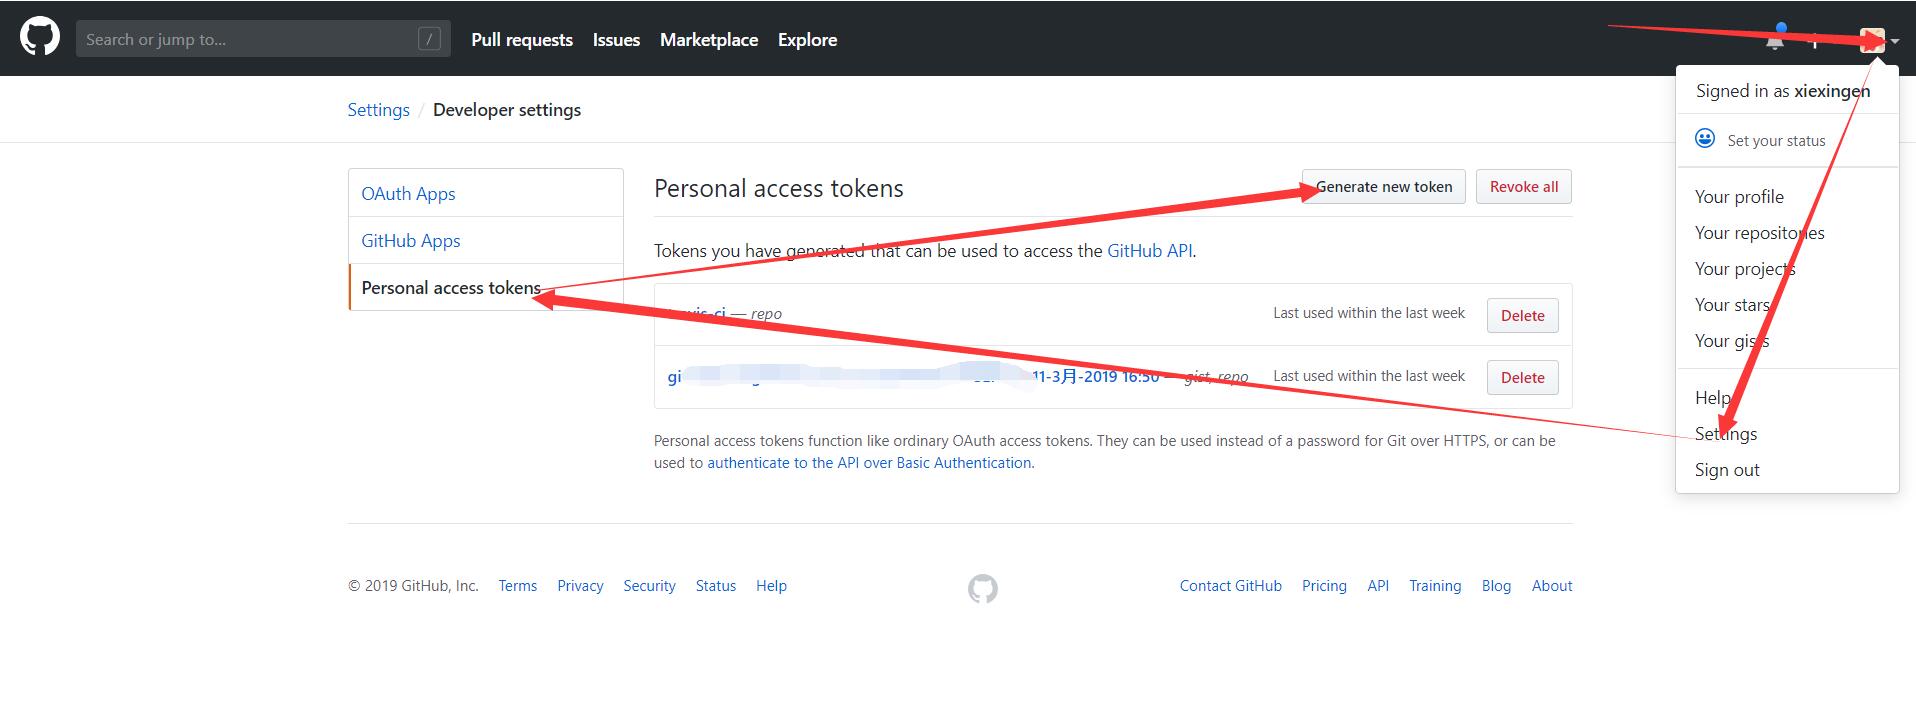 Search or jump to... /
Pull requests Issues Marketplace Explore
Signed in as xiexingen
Set your status
Your profile
Your repositories
Your projects
Your stars
Your gists
Help
Settings
Sign out
Settings / Developer settings
OAuth Apps
GitHub Apps
Personal access tokens
Personal access tokens
Generate new token Revoke all
Tokens you have generated that can be used to access the GitHub API.
— repo Last used within the last week Delete
11-3月-2019 16:50 — gist, repo Last used within the last week Delete
Personal access tokens function like ordinary OAuth access tokens. They can be used instead of a password for Git over HTTPS, or can be
used to authenticate to the API over Basic Authentication.
© 2019 GitHub, Inc. Terms Privacy Security Status Help
Contact GitHub Pricing API Training Blog About